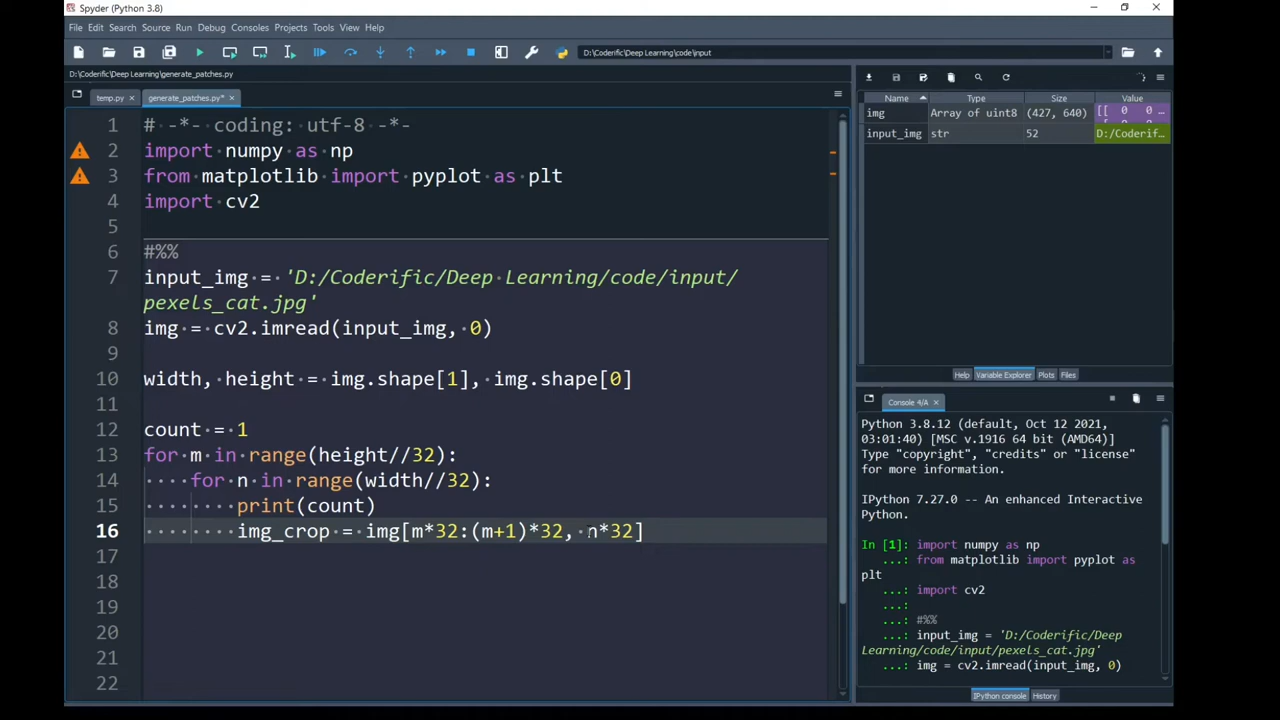 Spyder (Python 3.8)
File Edit Search Source Run Debug Consoles Projects Tools View Help
D:\Coderific\Deep Learning\code\input
D:\Coderific\Deep Learning\generate_patches.py
temp.py
generate_patches.py*
1 # -*- coding: utf-8 -*-
2 import numpy as np
3 from matplotlib import pyplot as plt
4 import cv2
5
6 #%%
7 input_img = 'D:/Coderific/Deep Learning/code/input/
pexels_cat.jpg'
8 img = cv2.imread(input_img, 0)
9
10 width, height = img.shape[1], img.shape[0]
11
12 count = 1
13 for m in range(height//32):
14 for n in range(width//32):
15 print(count)
16 img_crop = img[m*32:(m+1)*32, n*32]
17
18
19
20
21
22
Name Type Size Value
img Array of uint8 (427, 640) [[ 0 0 ...
input_img str 52 D:/Coderif...
Help Variable Explorer Plots Files
Console 4/A
Python 3.8.12 (default, Oct 12 2021,
03:01:40) [MSC v.1916 64 bit (AMD64)]
Type "copyright", "credits" or "license"
for more information.
IPython 7.27.0 -- An enhanced Interactive
Python.
In [1]: import numpy as np
...: from matplotlib import pyplot as
plt
...: import cv2
...:
...: #%%
...: input_img = 'D:/Coderific/Deep
Learning/code/input/pexels_cat.jpg'
...: img = cv2.imread(input_img, 0)
IPython console History